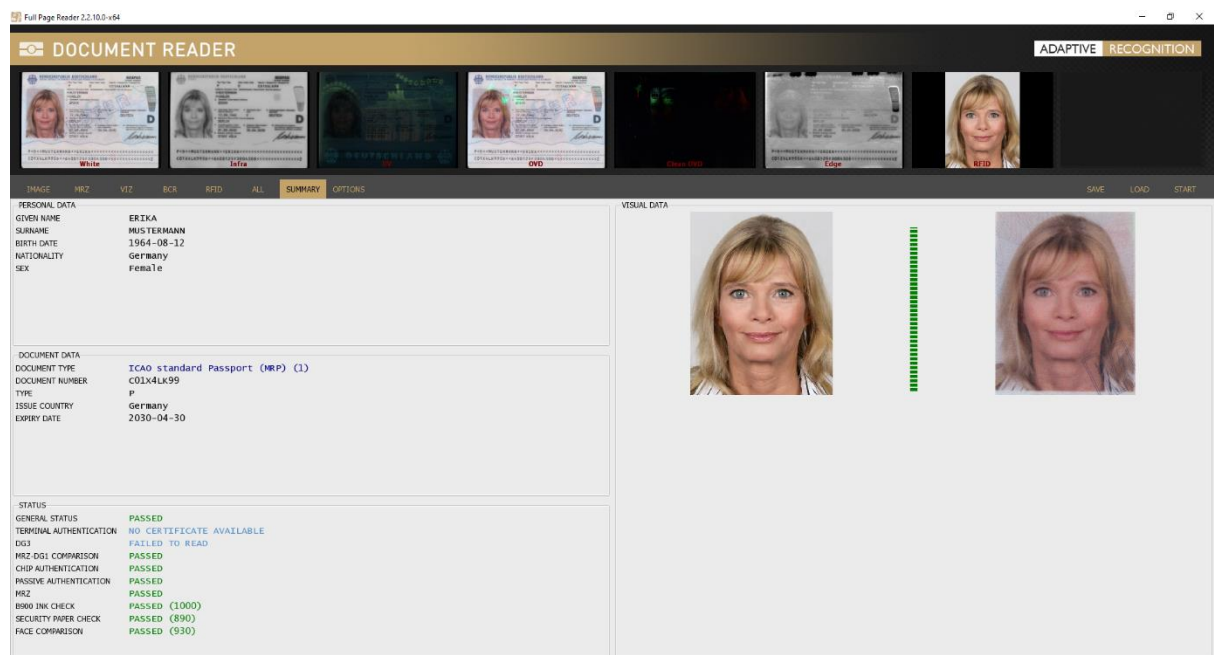 Full Page Reader 2.2.10.0-x64
DOCUMENT READER
ADAPTIVE RECOGNITION
White
Infra
UV
OVD
Clean OVD
Edge
RFID
IMAGE MRZ VIZ BCR RFID ALL SUMMARY OPTIONS SAVE LOAD START
PERSONAL DATA
GIVEN NAME ERIKA
SURNAME MUSTERMANN
BIRTH DATE 1964-08-12
NATIONALITY Germany
SEX Female
DOCUMENT DATA
DOCUMENT TYPE ICAO standard Passport (MRP) (1)
DOCUMENT NUMBER C01X4LK99
TYPE P
ISSUE COUNTRY Germany
EXPIRY DATE 2030-04-30
STATUS
GENERAL STATUS PASSED
TERMINAL AUTHENTICATION NO CERTIFICATE AVAILABLE
DG3 FAILED TO READ
MRZ-DG1 COMPARISON PASSED
CHIP AUTHENTICATION PASSED
PASSIVE AUTHENTICATION PASSED
MRZ PASSED
B900 INK CHECK PASSED (1000)
SECURITY PAPER CHECK PASSED (890)
FACE COMPARISON PASSED (930)
VISUAL DATA